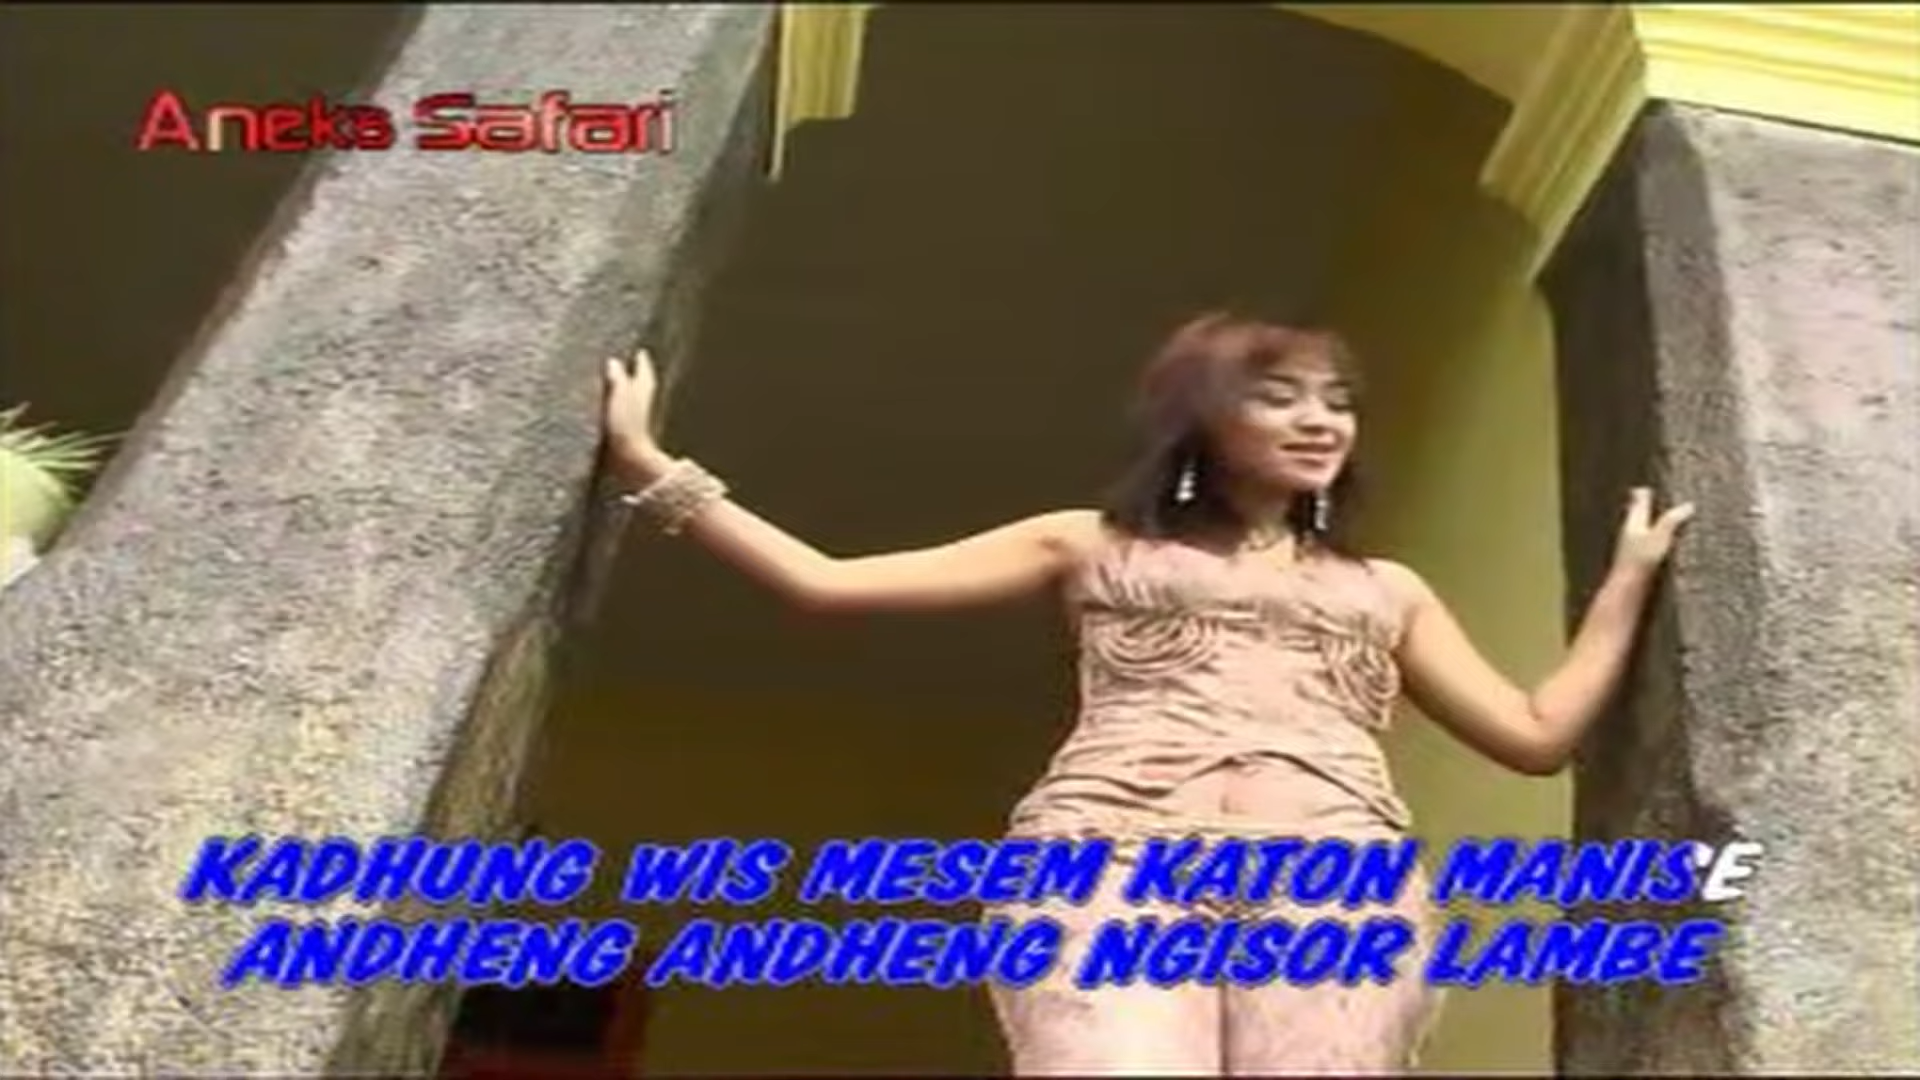 Aneka Safari
KADHUNG WIS MESEM KATON MANISE
ANDHENG ANDHENG NGISOR LAMBE